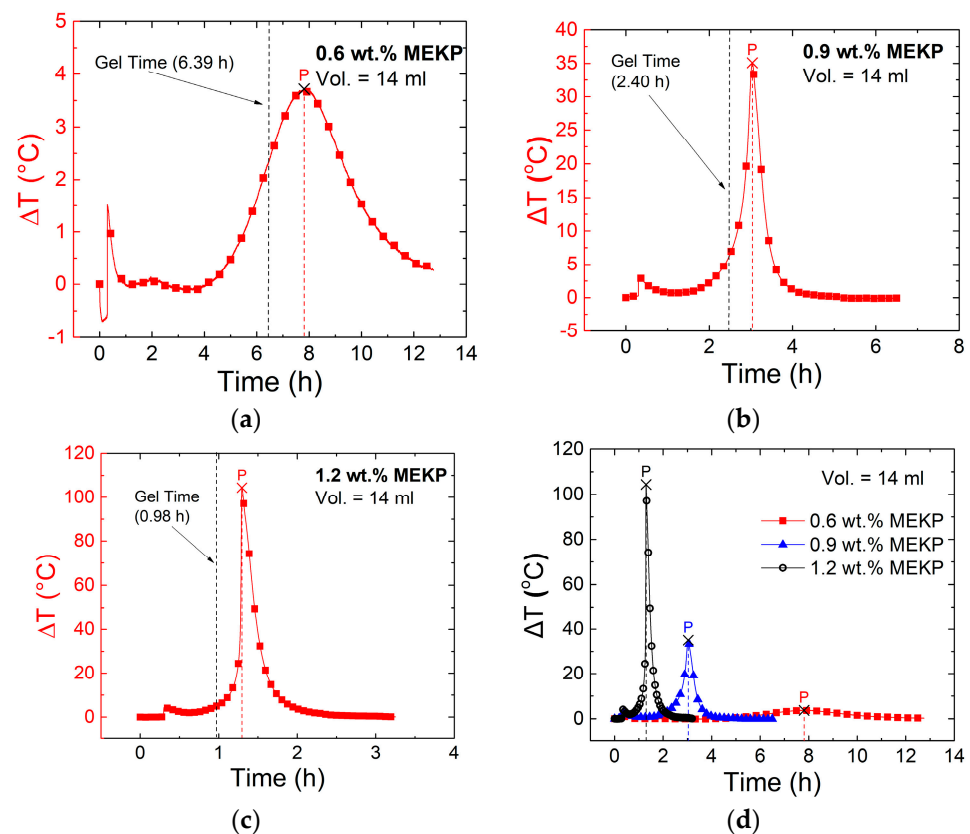 5
4
3
2
1
0
-1
ΔT (°C)
Gel Time (6.39 h)
P
0.6 wt.% MEKP
Vol. = 14 ml
0 2 4 6 8 10 12 14
Time (h)
(a)
40
35
30
25
20
15
10
5
0
-5
ΔT (°C)
Gel Time
(2.40 h)
P
0.9 wt.% MEKP
Vol. = 14 ml
0 2 4 6 8
Time (h)
(b)
120
100
80
60
40
20
0
ΔT (°C)
Gel Time
(0.98 h)
P
1.2 wt.% MEKP
Vol. = 14 ml
0 1 2 3 4
Time (h)
(c)
120
100
80
60
40
20
0
ΔT (°C)
P
P
P
Vol. = 14 ml
0.6 wt.% MEKP
0.9 wt.% MEKP
1.2 wt.% MEKP
0 2 4 6 8 10 12 14
Time (h)
(d)